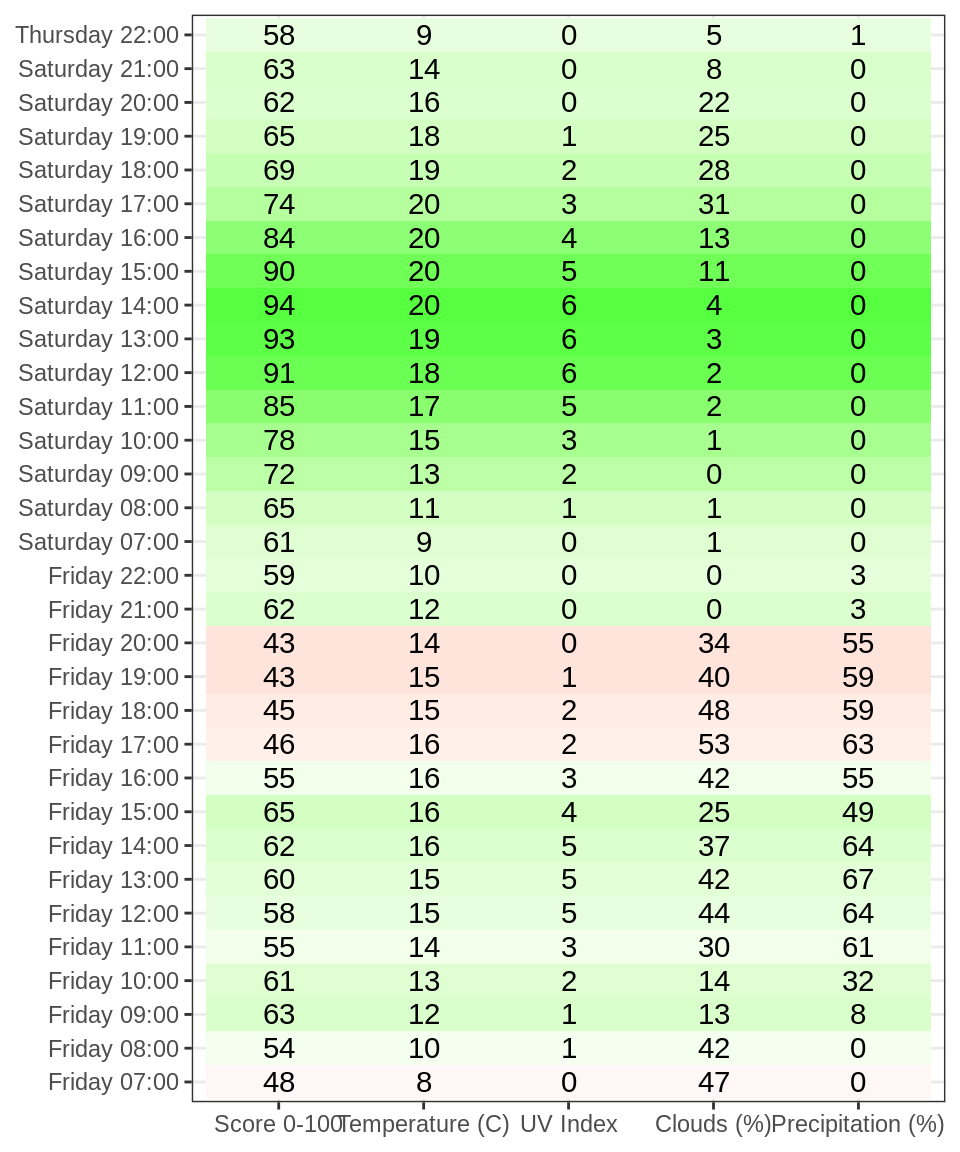 Thursday 22:00 58 9 0 5 1
Saturday 21:00 63 14 0 8 0
Saturday 20:00 62 16 0 22 0
Saturday 19:00 65 18 1 25 0
Saturday 18:00 69 19 2 28 0
Saturday 17:00 74 20 3 31 0
Saturday 16:00 84 20 4 13 0
Saturday 15:00 90 20 5 11 0
Saturday 14:00 94 20 6 4 0
Saturday 13:00 93 19 6 3 0
Saturday 12:00 91 18 6 2 0
Saturday 11:00 85 17 5 2 0
Saturday 10:00 78 15 3 1 0
Saturday 09:00 72 13 2 0 0
Saturday 08:00 65 11 1 1 0
Saturday 07:00 61 9 0 1 0
Friday 22:00 59 10 0 0 3
Friday 21:00 62 12 0 0 3
Friday 20:00 43 14 0 34 55
Friday 19:00 43 15 1 40 59
Friday 18:00 45 15 2 48 59
Friday 17:00 46 16 2 53 63
Friday 16:00 55 16 3 42 55
Friday 15:00 65 16 4 25 49
Friday 14:00 62 16 5 37 64
Friday 13:00 60 15 5 42 67
Friday 12:00 58 15 5 44 64
Friday 11:00 55 14 3 30 61
Friday 10:00 61 13 2 14 32
Friday 09:00 63 12 1 13 8
Friday 08:00 54 10 1 42 0
Friday 07:00 48 8 0 47 0
Score 0-100 Temperature (C) UV Index Clouds (%) Precipitation (%)